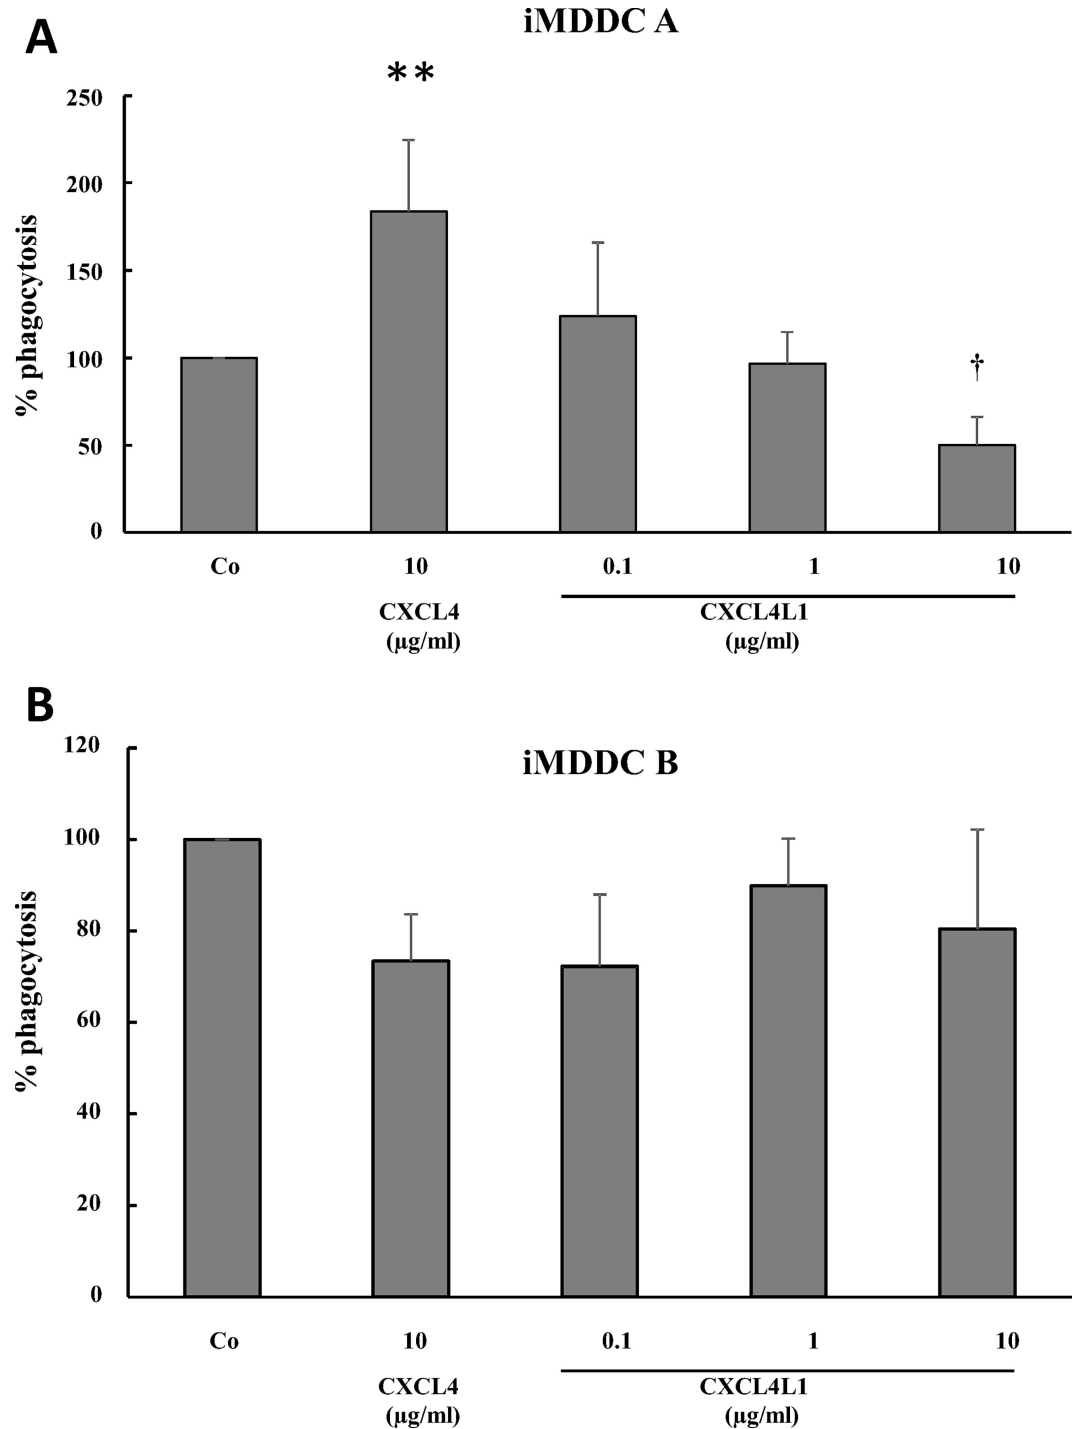 A
iMDDC A
**
250
200
150
100
50
0
% phagocytosis
†
Co
10
0.1
1
10
CXCL4
(µg/ml)
CXCL4L1
(µg/ml)
B
iMDDC B
120
100
80
60
40
20
0
% phagocytosis
Co
10
0.1
1
10
CXCL4
(µg/ml)
CXCL4L1
(µg/ml)